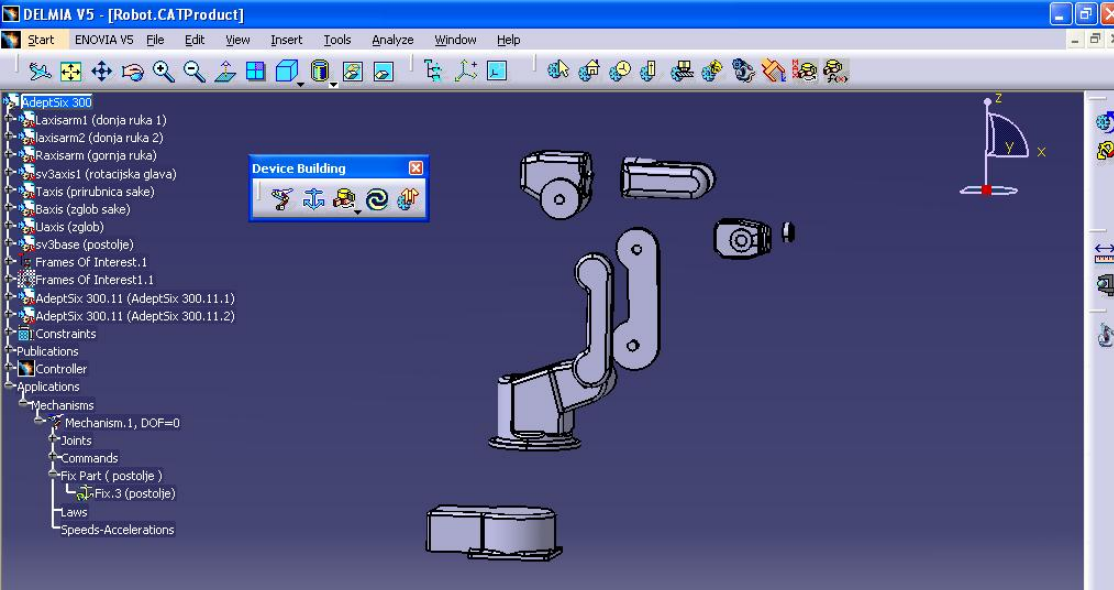 DELMIA V5 - [Robot.CATProduct]
Start ENOVIA V5 File Edit View Insert Tools Analyze Window Help
AdeptSix 300
Laxisarm1 (donja ruka 1)
laxisarm2 (donja ruka 2)
Raxisarm (gornja ruka)
sv3axis1 (rotacijska glava)
Taxis (prirubnica sake)
Baxis (zglob sake)
Uaxis (zglob)
sv3base (postolje)
Frames Of Interest.1
Frames Of Interest1.1
AdeptSix 300.11 (AdeptSix 300.11.1)
AdeptSix 300.11 (AdeptSix 300.11.2)
Constraints
Publications
Controller
Applications
Mechanisms
Mechanism.1, DOF=0
Joints
Commands
Fix Part ( postolje )
Fix.3 (postolje)
Laws
Speeds-Accelerations
Device Building
z
y
x